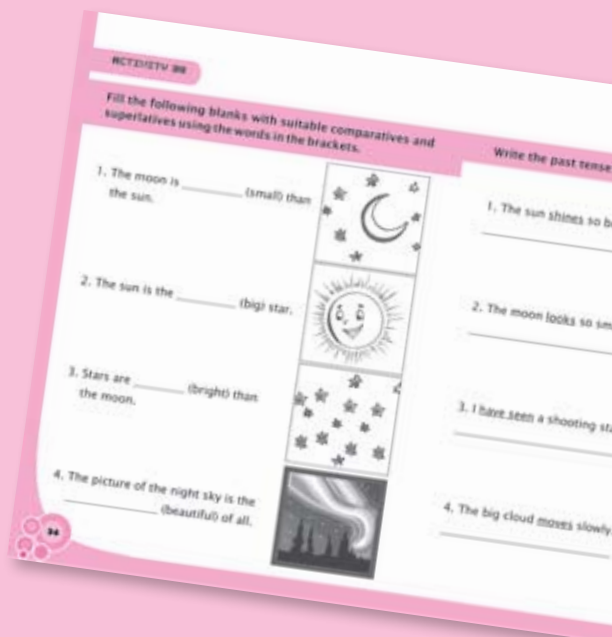 ACTIVITY 38
Fill the following blanks with suitable comparatives and
superlatives using the words in the brackets.
1. The moon is ________ (small) than
the sun.
2. The sun is the ________ (big) star.
3. Stars are ________ (bright) than
the moon.
4. The picture of the night sky is the
____________ (beautiful) of all.
34
Write the past tense
1. The sun shines so
2. The moon looks so
3. I have seen a shooting
4. The big cloud moves slowly.